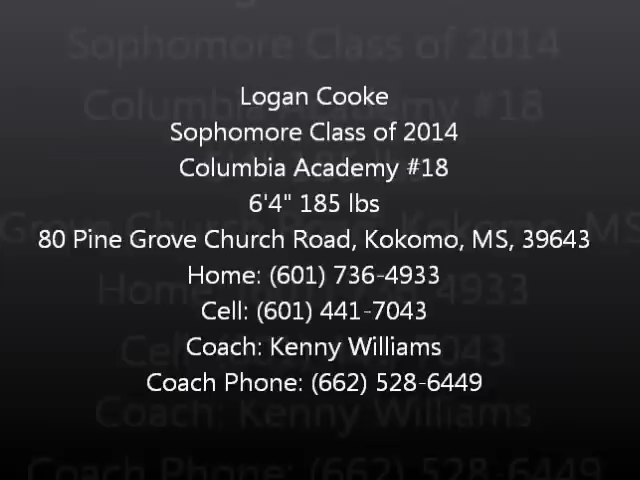 Logan Cooke
Sophomore Class of 2014
Columbia Academy #18
6'4" 185 lbs
80 Pine Grove Church Road, Kokomo, MS, 39643
Home: (601) 736-4933
Cell: (601) 441-7043
Coach: Kenny Williams
Coach Phone: (662) 528-6449